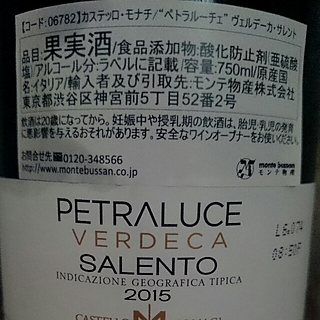 【コード:06782】カステッロ・モナチ/"ペトラルーチェ" ヴェルデーカ・サレント
品名:果実酒/食品添加物:酸化防止剤(亜硫酸
塩)/アルコール分:ラベルに記載/容量:750ml/原産国
名:イタリア/輸入者及び引取先:モンテ物産株式会社
東京都渋谷区神宮前5丁目52番2号
飲酒は20歳になってから。妊娠中や授乳期の飲酒は、胎児・乳児の発育
に悪影響を与えるおそれがあります。安全なワインオープナーをお使いください。
お問合せ先 0120-348566
http://www.montebussan.co.jp
monte bussan
モンテ物産
PETRALUCE
VERDECA
SALENTO
INDICAZIONE GEOGRAFICA TIPICA
2015
CASTELLO